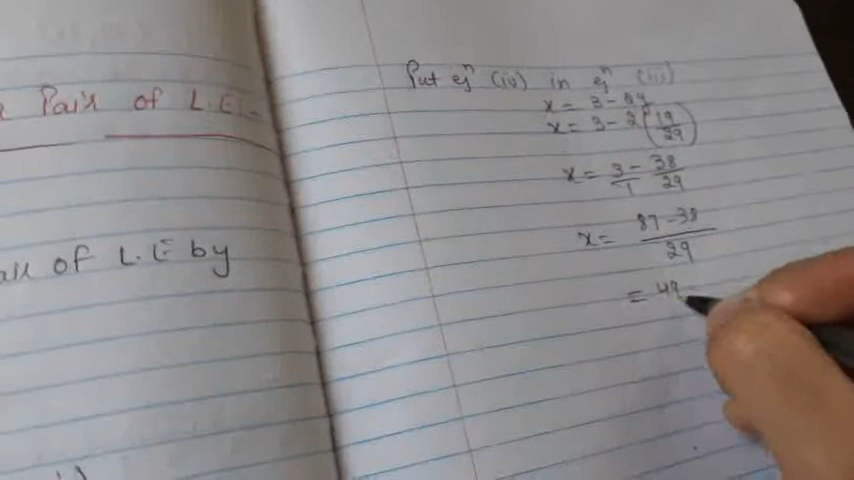 Pair of L.E :-
of L.E by
Put eqⁿ (iv) in eqⁿ (iii)
x = 3 - 2y
x = 3 - 2(19/29)
x = 3/1 - 38/29
x = 87 - 38/29
= 49